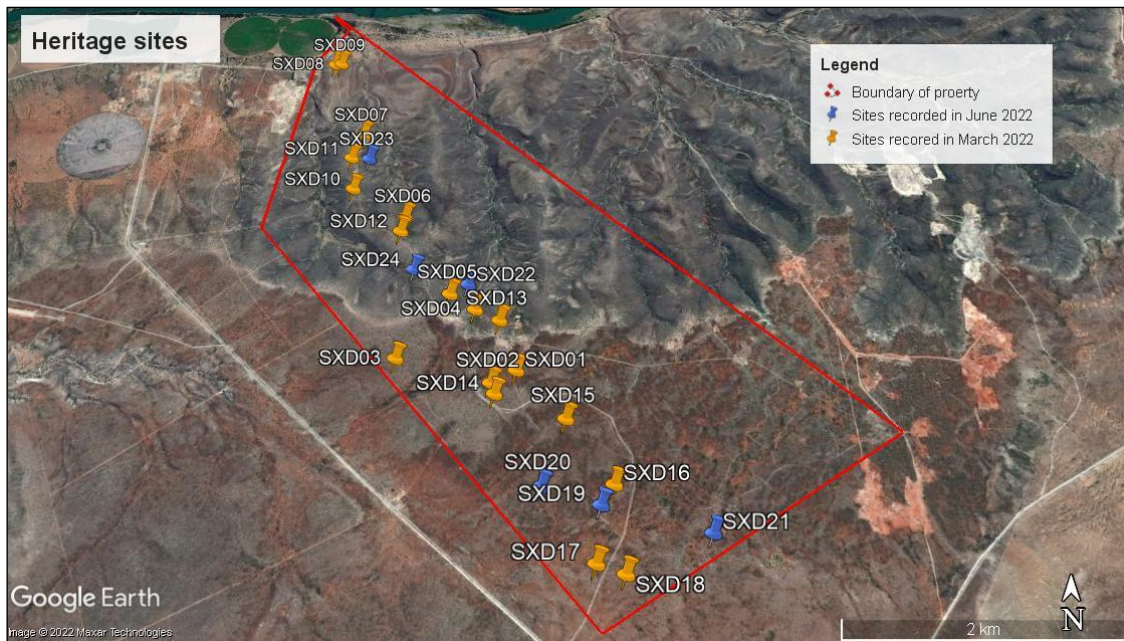 Heritage sites
SXD09
SXD08
SXD07
SXD23
SXD11
SXD10
SXD06
SXD12
SXD24
SXD05
SXD22
SXD04
SXD13
SXD03
SXD02
SXD01
SXD14
SXD15
SXD20
SXD16
SXD19
SXD21
SXD17
SXD18
Legend
Boundary of proerty
Sites recorded in June 2022
Sites recored in March 2022
Google Earth
Image © 2022 Maxar Technologies
N
2 km